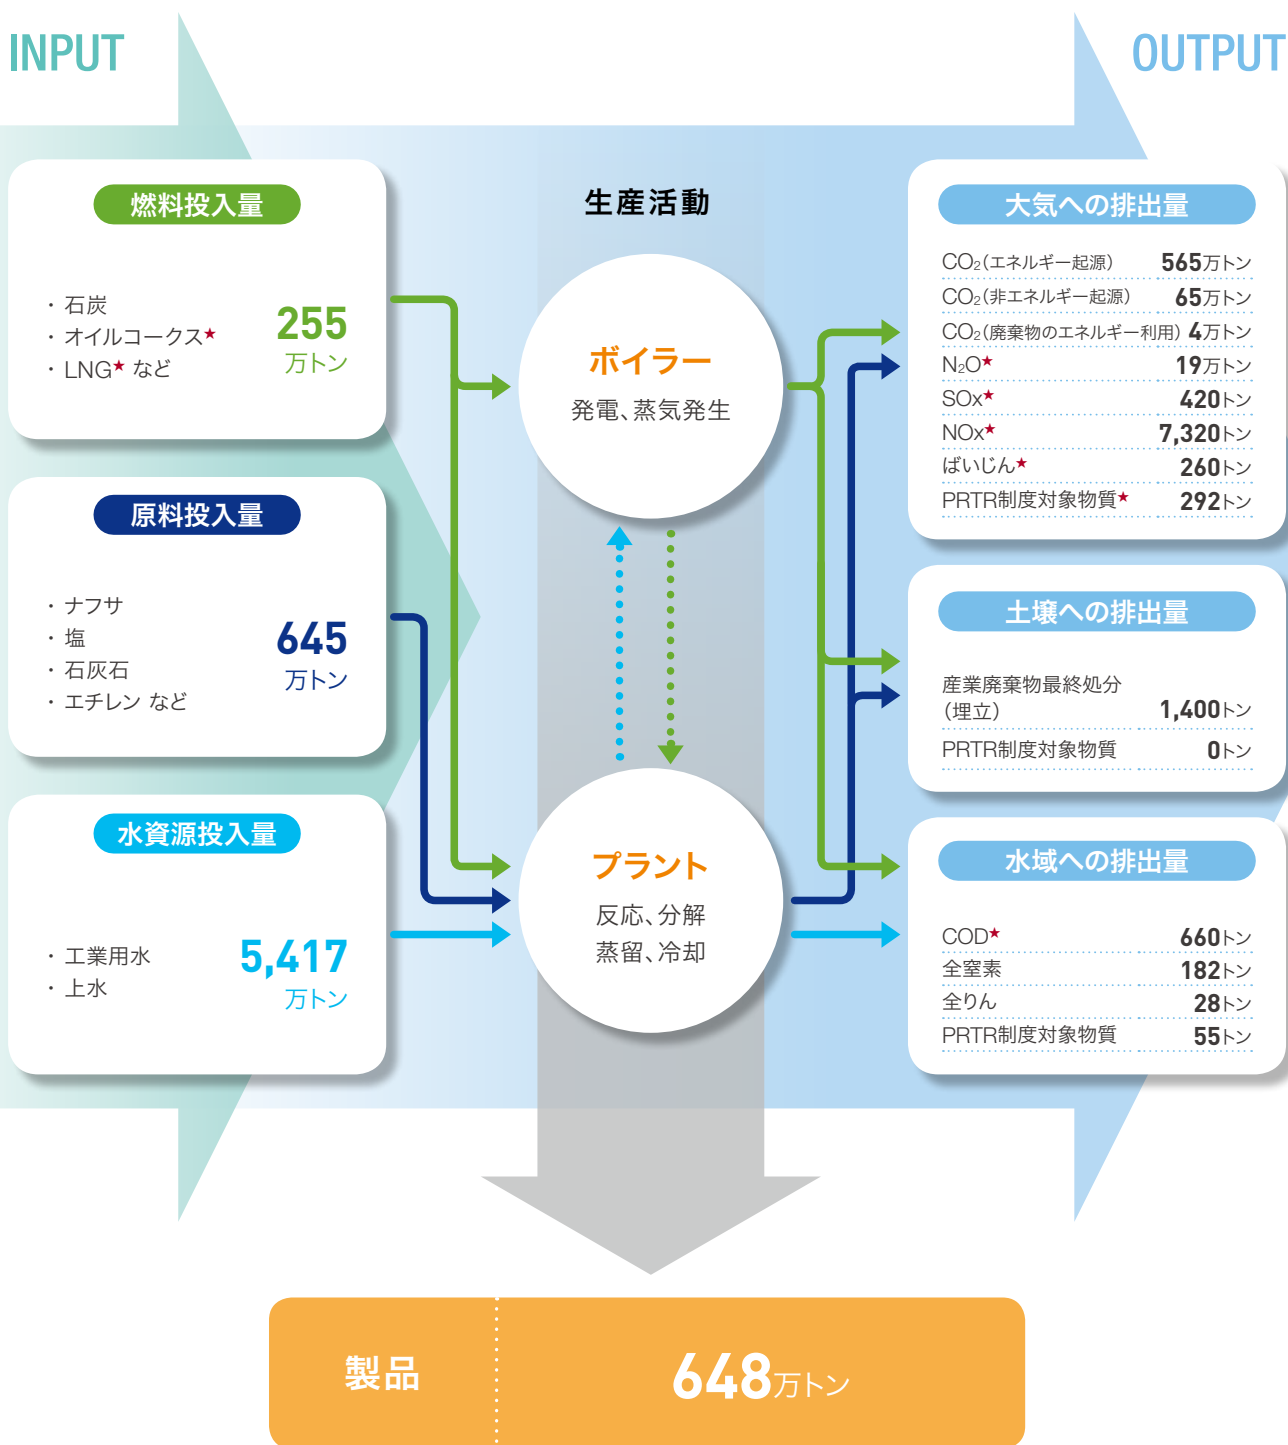 INPUT
OUTPUT
燃料投入量
・ 石炭
・ オイルコークス★
・ LNG★ など
255
万トン
原料投入量
・ ナフサ
・ 塩
・ 石灰石
・ エチレン など
645
万トン
水資源投入量
・ 工業用水
・ 上水
5,417
万トン
生産活動
ボイラー
発電、蒸気発生
プラント
反応、分解
蒸留、冷却
大気への排出量
CO₂(エネルギー起源) 565万トン
CO₂(非エネルギー起源) 65万トン
CO₂(廃棄物のエネルギー利用) 4万トン
N₂O★ 19万トン
SOx★ 420トン
NOx★ 7,320トン
ばいじん★ 260トン
PRTR制度対象物質★ 292トン
土壌への排出量
産業廃棄物最終処分
(埋立) 1,400トン
PRTR制度対象物質 0トン
水域への排出量
COD★ 660トン
全窒素 182トン
全りん 28トン
PRTR制度対象物質 55トン
製品 648万トン